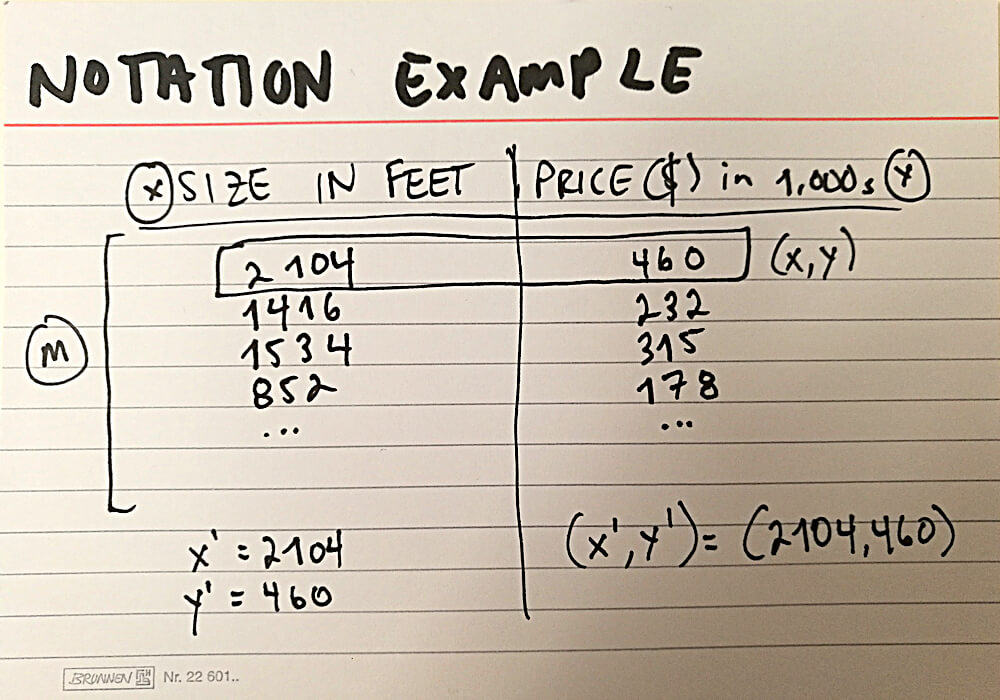 NOTATION EXAMPLE
x SIZE IN FEET PRICE ($) in 1,000s y
2104 460 (x,y)
1416 232
m 1534 315
852 178
... ...
x' = 2104 (x',y') = (2104,460)
y' = 460
BRUNNEN Nr. 22 601..